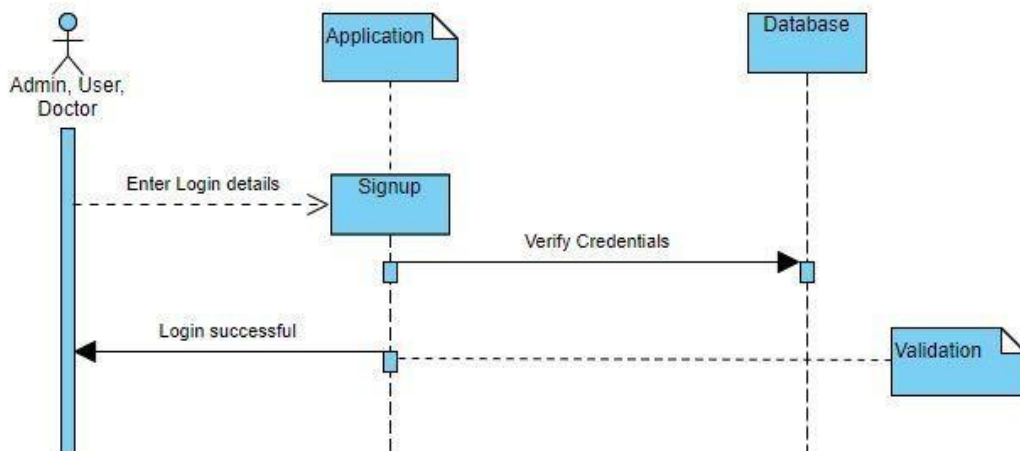 Application
Database
Admin, User,
Doctor
Enter Login details
Signup
Verify Credentials
Login successful
Validation